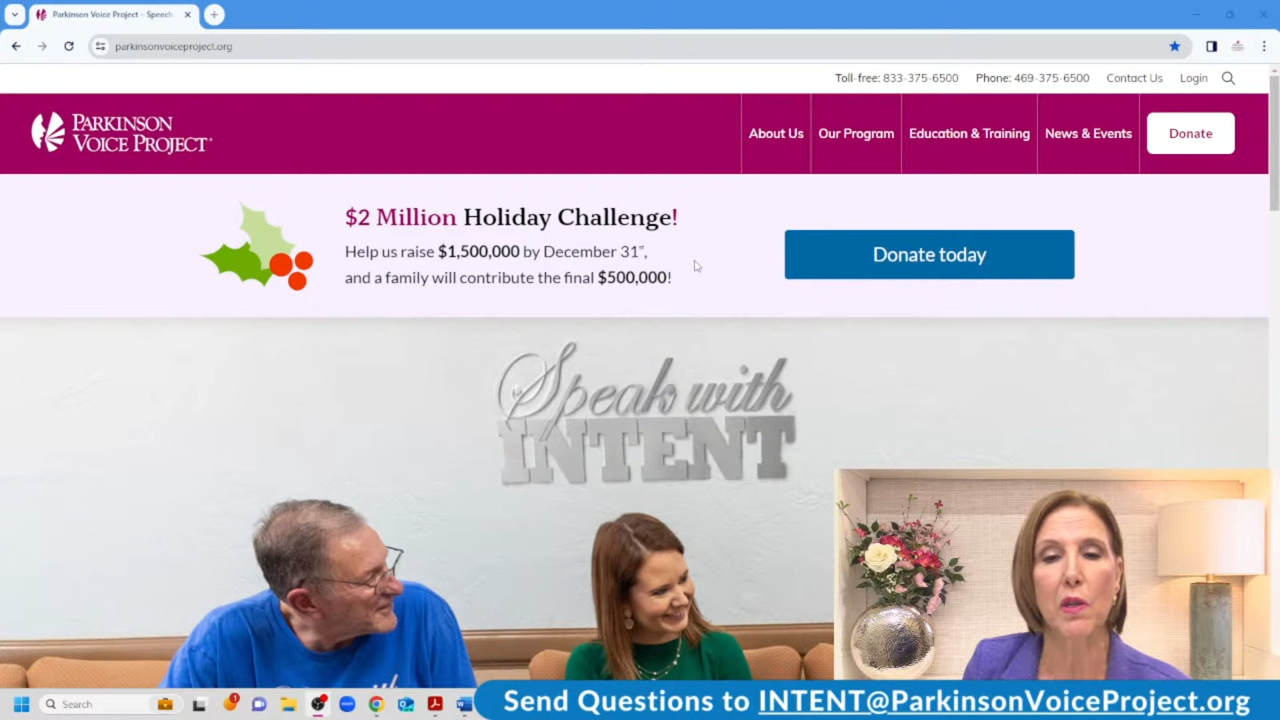 Parkinson Voice Project – Speech
parkinsonvoiceproject.org
Toll-free: 833-375-6500 Phone: 469-375-6500 Contact Us Login
PARKINSON
VOICE PROJECT
About Us Our Program Education & Training News & Events Donate
$2 Million Holiday Challenge!
Help us raise $1,500,000 by December 31st,
and a family will contribute the final $500,000!
Donate today
Speak with
INTENT
Search
1
Send Questions to INTENT@ParkinsonVoiceProject.org